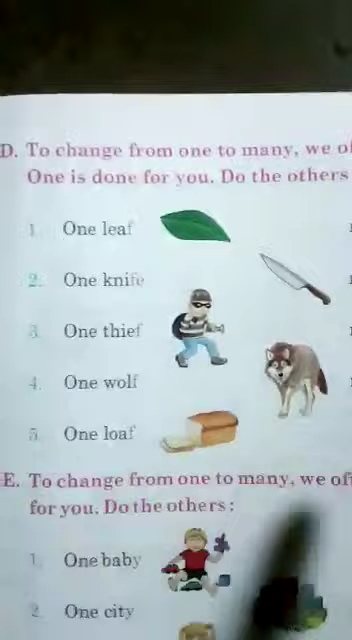 D. To change from one to many, we of
One is done for you. Do the others
1. One leaf
2. One knife
3. One thief
4. One wolf
5. One loaf
E. To change from one to many, we oft
for you. Do the others :
1. One baby
2. One city